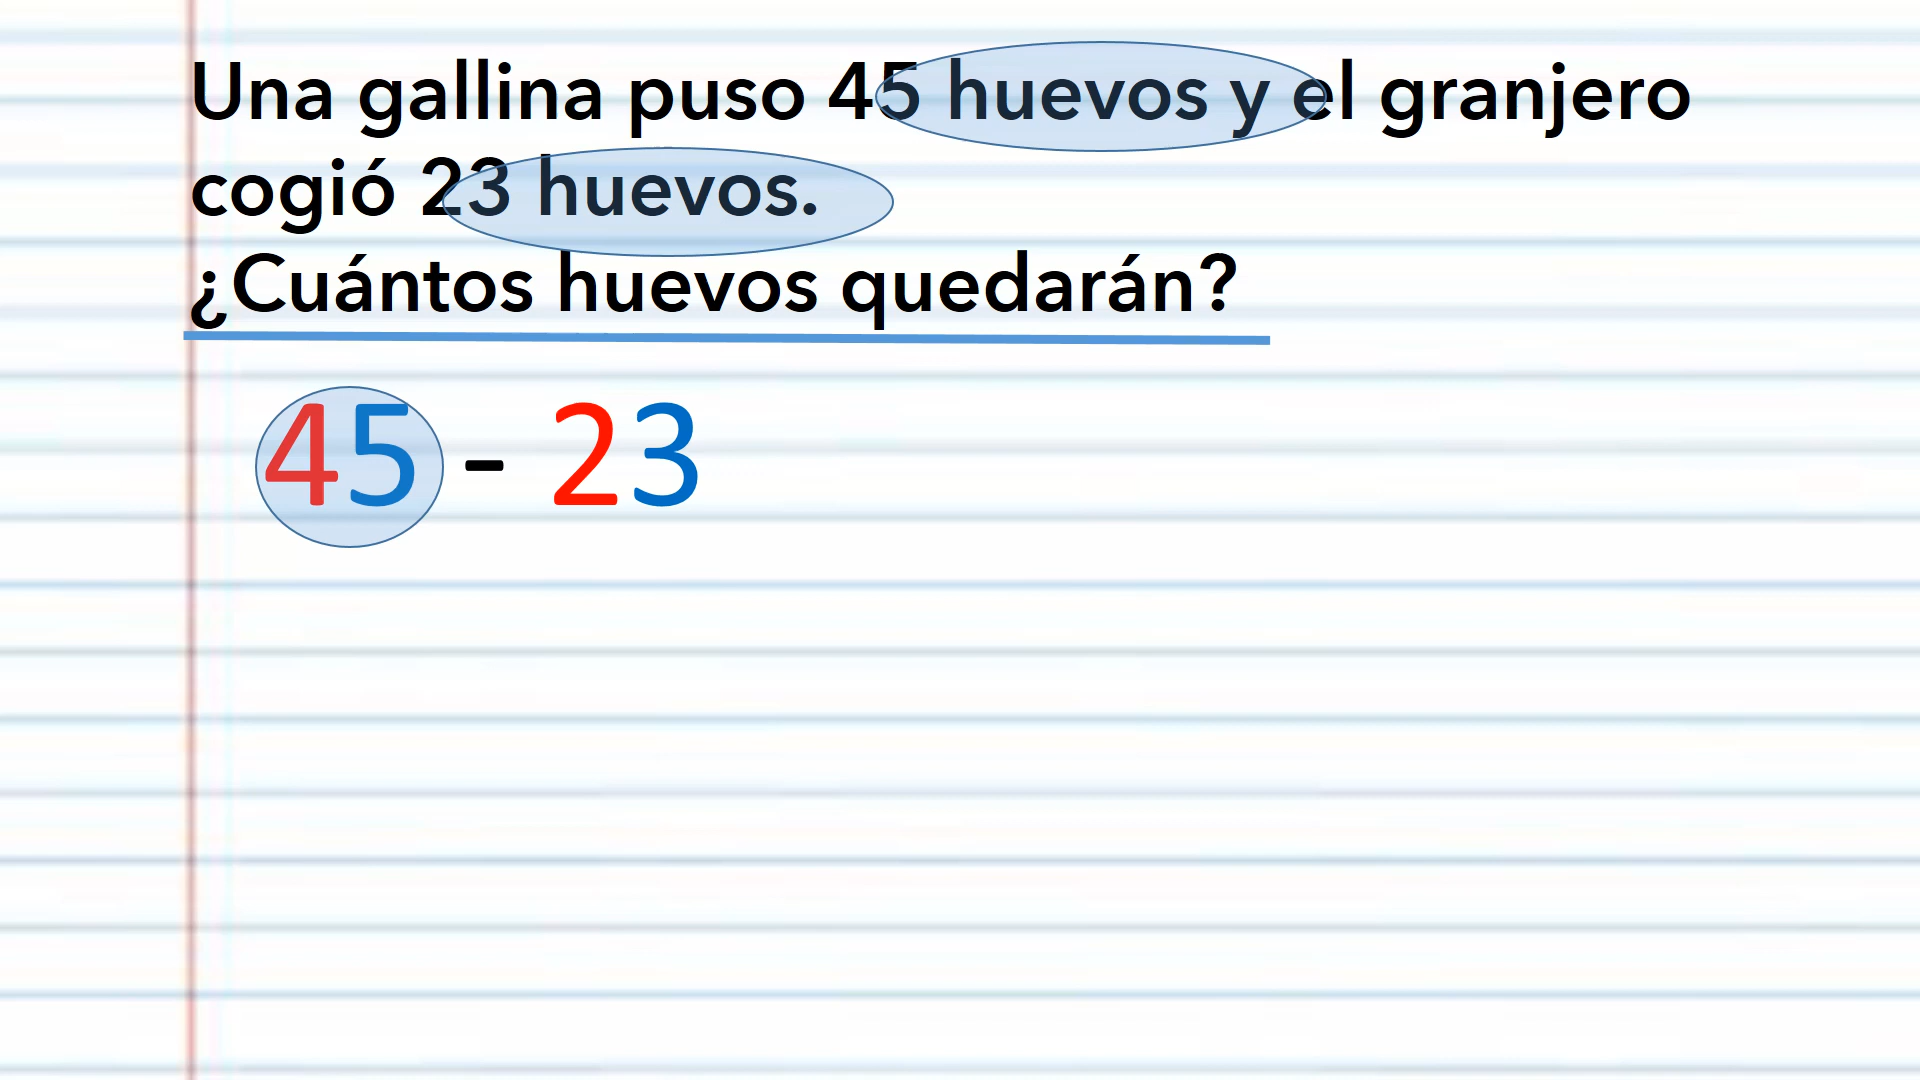 Una gallina puso 45 huevos y el granjero
cogió 23 huevos.
¿Cuántos huevos quedarán?
45 - 23